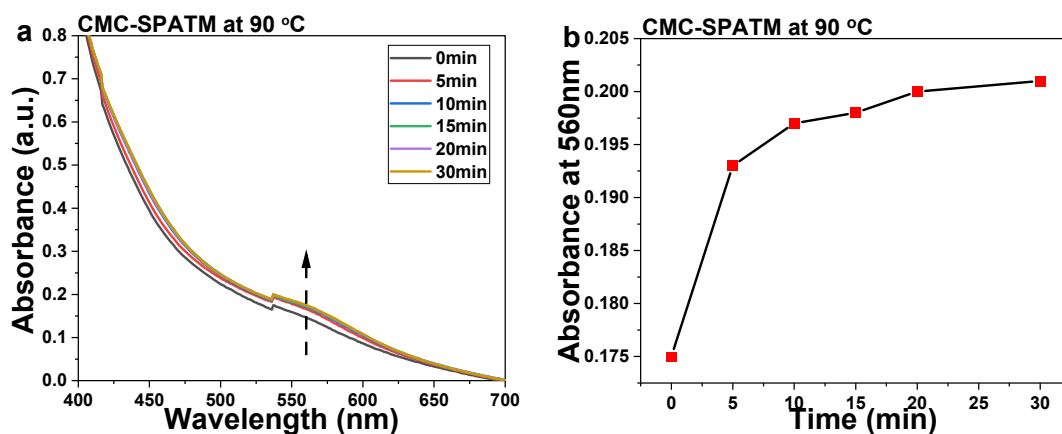 a
CMC-SPATM at 90 °C
0.8
0.7
0.6
0.5
0.4
0.3
0.2
0.1
0.0
Absorbance (a.u.)
0min
5min
10min
15min
20min
30min
400 450 500 550 600 650 700
Wavelength (nm)
b
CMC-SPATM at 90 °C
0.205
0.200
0.195
0.190
0.185
0.180
0.175
Absorbance at 560nm
0 5 10 15 20 25 30
Time (min)